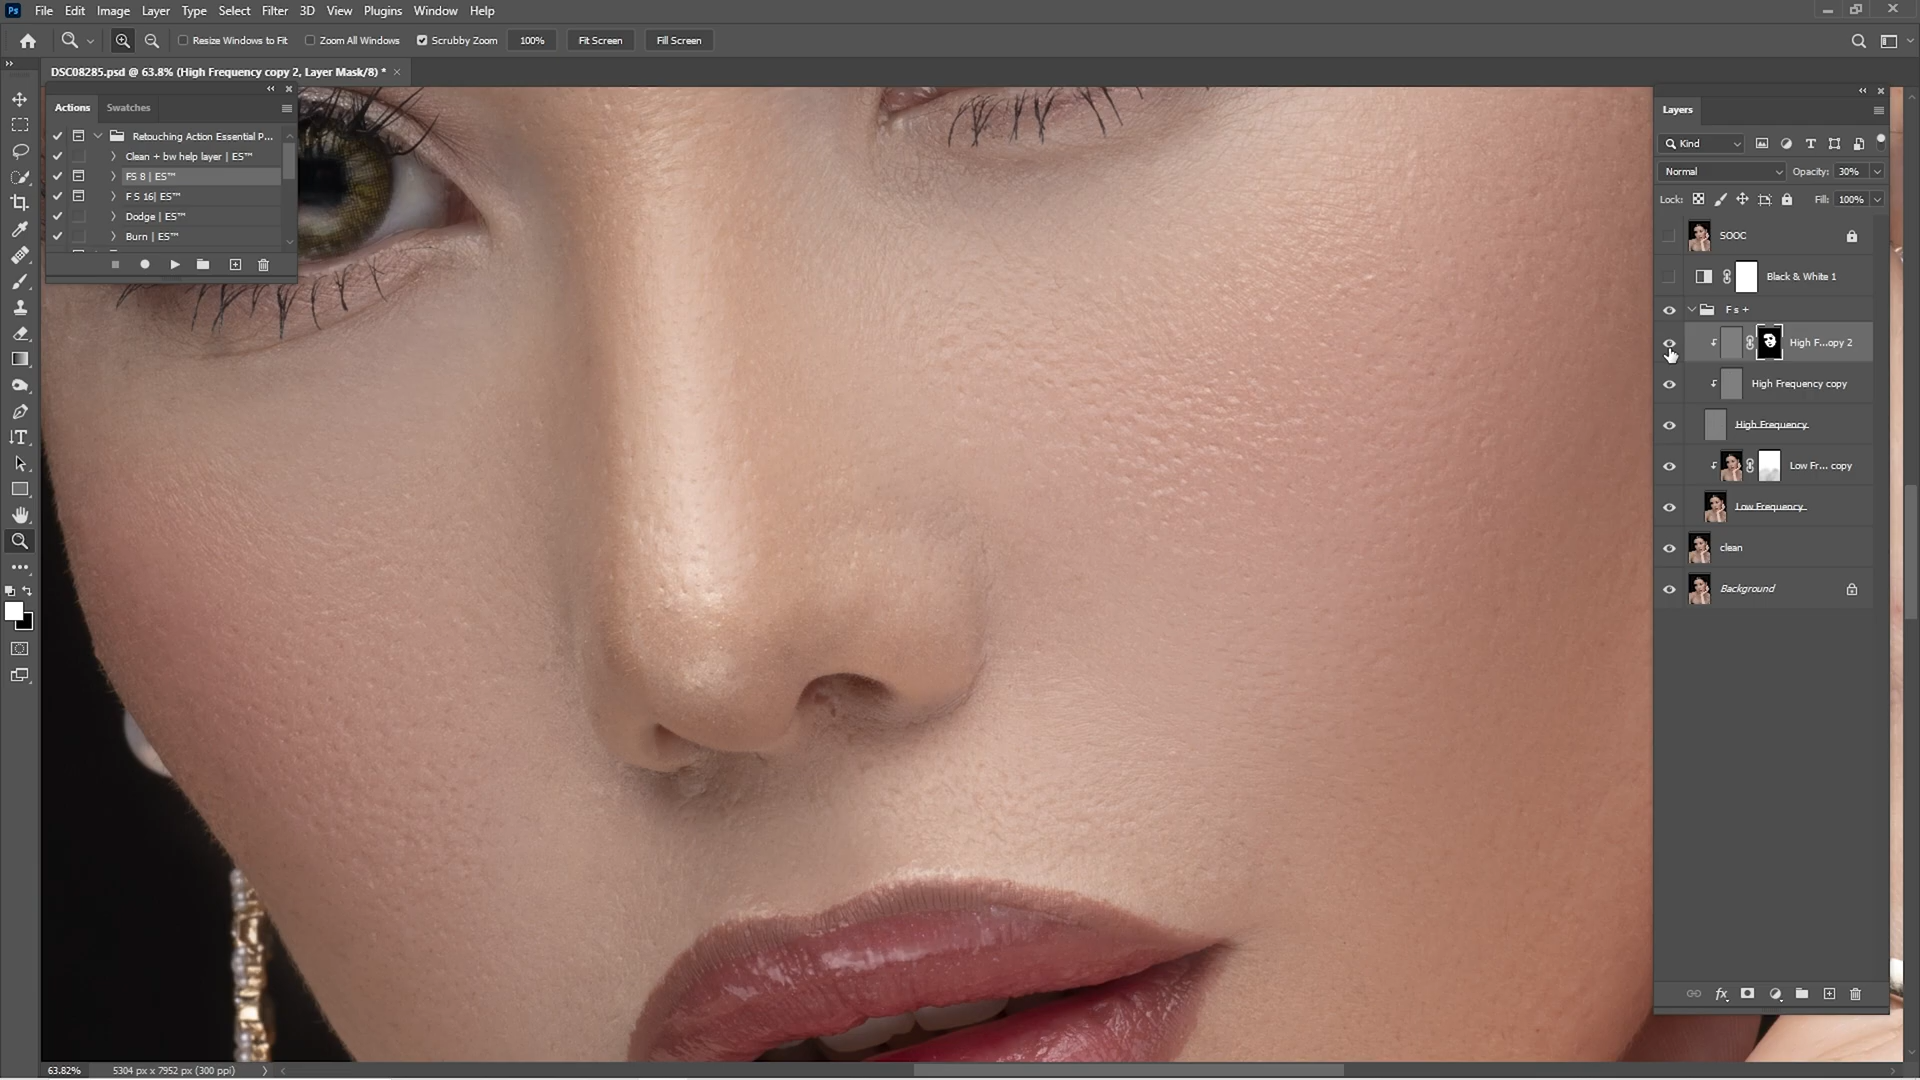 Ps File Edit Image Layer Type Select Filter 3D View Plugins Window Help
Resize Windows to Fit Zoom All Windows Scrubby Zoom 100% Fit Screen Fill Screen
DSC08285.psd @ 63.8% (High Frequency copy 2, Layer Mask/8) *
Actions Swatches
Retouching Action Essential P...
Clean + bw help layer | ES™
FS 8 | ES™
F S 16| ES™
Dodge | ES™
Burn | ES™
Layers
Kind
Normal Opacity: 30%
Lock: Fill: 100%
SOOC
Black & White 1
F s +
High F...opy 2
High Frequency copy
High Frequency
Low Fr... copy
Low Frequency
clean
Background
fx
63.82% 5304 px x 7952 px (300 ppi)